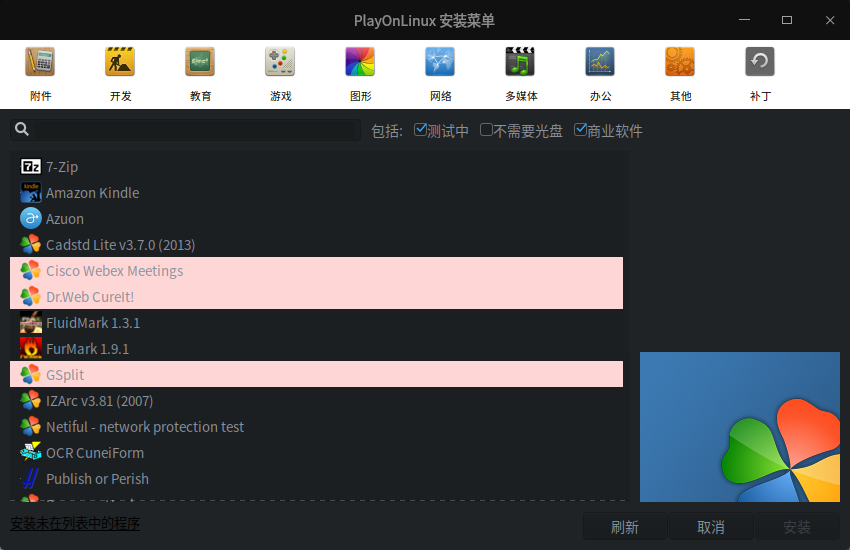 PlayOnLinux 安装菜单
附件 开发 教育 游戏 图形 网络 多媒体 办公 其他 补丁
包括: 测试中 不需要光盘 商业软件
7-Zip
Amazon Kindle
Azuon
Cadstd Lite v3.7.0 (2013)
Cisco Webex Meetings
Dr.Web CureIt!
FluidMark 1.3.1
FurMark 1.9.1
GSplit
IZArc v3.81 (2007)
Netiful - network protection test
OCR CuneiForm
Publish or Perish
安装未在列表中的程序
刷新 取消 安装